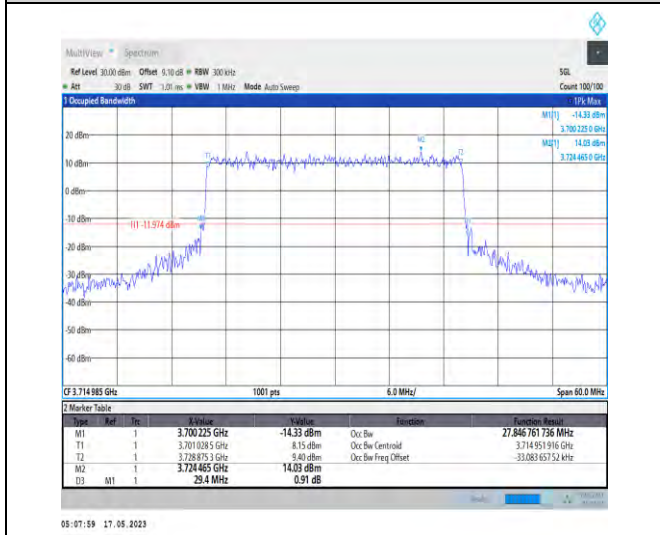 MultiView Spectrum
Ref Level 30.00 dBm Offset 9.10 dB RBW 300 kHz SGL
Att 30 dB SWT 1.01 ms VBW 1 MHz Mode Auto Sweep Count 100/100
1 Occupied Bandwidth 1Pk Max
M1[1] -14.33 dBm
3.700 225 0 GHz
M2[1] 14.03 dBm
3.724 465 0 GHz
20 dBm
M2
T1 T2
10 dBm
0 dBm
-10 dBm
H1 -11.974 dBm
-20 dBm
-30 dBm
-40 dBm
-50 dBm
-60 dBm
CF 3.714 985 GHz 1001 pts 6.0 MHz/ Span 60.0 MHz
2 Marker Table
Type Ref Trc X-Value Y-Value Function Function Result
M1 1 3.700 225 GHz -14.33 dBm Occ Bw 27.846 761 736 MHz
T1 1 3.701 028 5 GHz 8.15 dBm Occ Bw Centroid 3.714 951 916 GHz
T2 1 3.728 875 3 GHz 9.40 dBm Occ Bw Freq Offset -33.083 657 52 kHz
M2 1 3.724 465 GHz 14.03 dBm
D3 M1 1 29.4 MHz 0.91 dB
05:07:59 17.05.2023